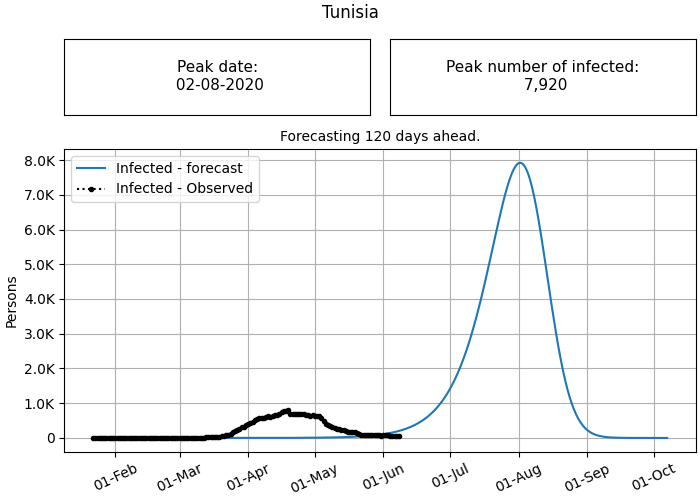 Tunisia
Peak date:
02-08-2020
Peak number of infected:
7,920
Forecasting 120 days ahead.
Infected - forecast
Infected - Observed
8.0K
7.0K
6.0K
5.0K
4.0K
3.0K
2.0K
1.0K
0
Persons
01-Feb
01-Mar
01-Apr
01-May
01-Jun
01-Jul
01-Aug
01-Sep
01-Oct